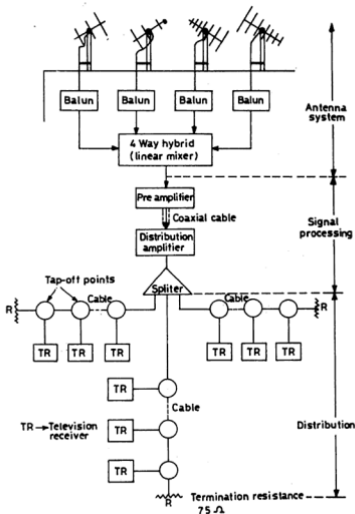 Balun
Balun
Balun
Balun
Antenna
system
4 Way hybrid
(linear mixer)
Pre amplifier
Coaxial cable
Signal
processing
Distribution
amplifier
Tap-off points
Spliter
Cable
Cable
R
R
TR
TR
TR
TR
TR
TR
TR
Cable
TR → Television
receiver
TR
Distribution
TR
R
Termination resistance
75 Ω